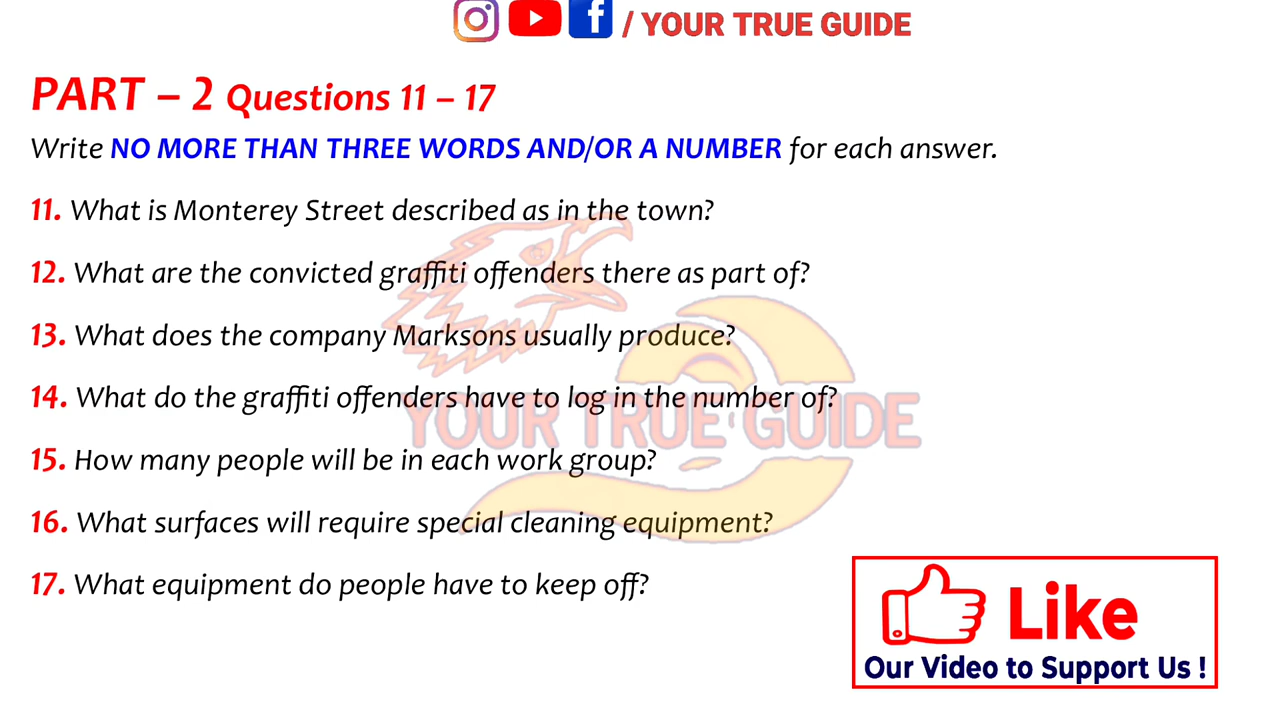 / YOUR TRUE GUIDE
PART – 2 Questions 11 – 17
Write NO MORE THAN THREE WORDS AND/OR A NUMBER for each answer.
11. What is Monterey Street described as in the town?
12. What are the convicted graffiti offenders there as part of?
13. What does the company Marksons usually produce?
14. What do the graffiti offenders have to log in the number of?
YOUR TRUE GUIDE
15. How many people will be in each work group?
16. What surfaces will require special cleaning equipment?
17. What equipment do people have to keep off?
Like
Our Video to Support Us !